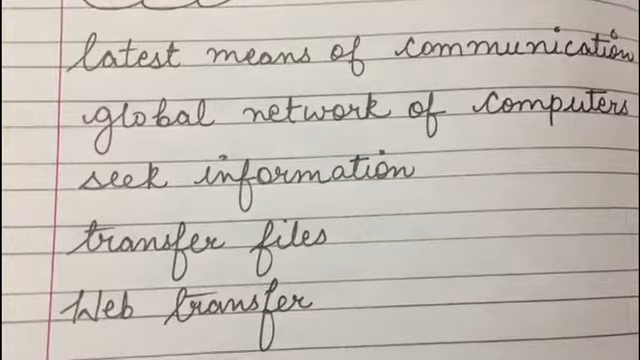 latest means of communication
global network of computers
seek information
transfer files
Web transfer